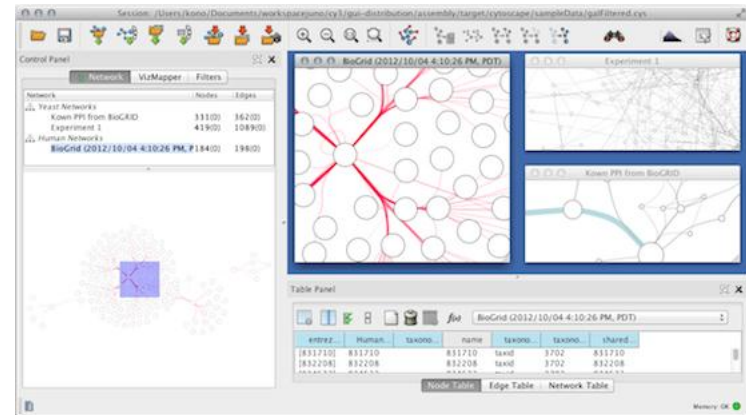 Session: /Users/kono/Documents/worksparejuno/cy3/gui-distribution/assembly/target/cytoscape/sampleData/galFiltered.cys
Control Panel
Network VizMapper Filters
Network Nodes Edges
Yeast Networks
Kown PPI from BioGRID 331(0) 362(0)
Experiment 1 419(0) 1089(0)
Human Networks
BioGrid (2012/10/04 4:10:26 PM, P 184(0) 198(0)
BioGrid (2012/10/04 4:10:26 PM, PDT)
Experiment 1
Kown PPI from BioGRID
Table Panel
f(x) BioGrid (2012/10/04 4:10:26 PM, PDT)
entrez... Human... taxono... name taxono... taxono... shared...
[831710] 831710 831710 taxid 3702 831710
[832208] 832208 832208 taxid 3702 832208
Node Table Edge Table Network Table
Memory: OK